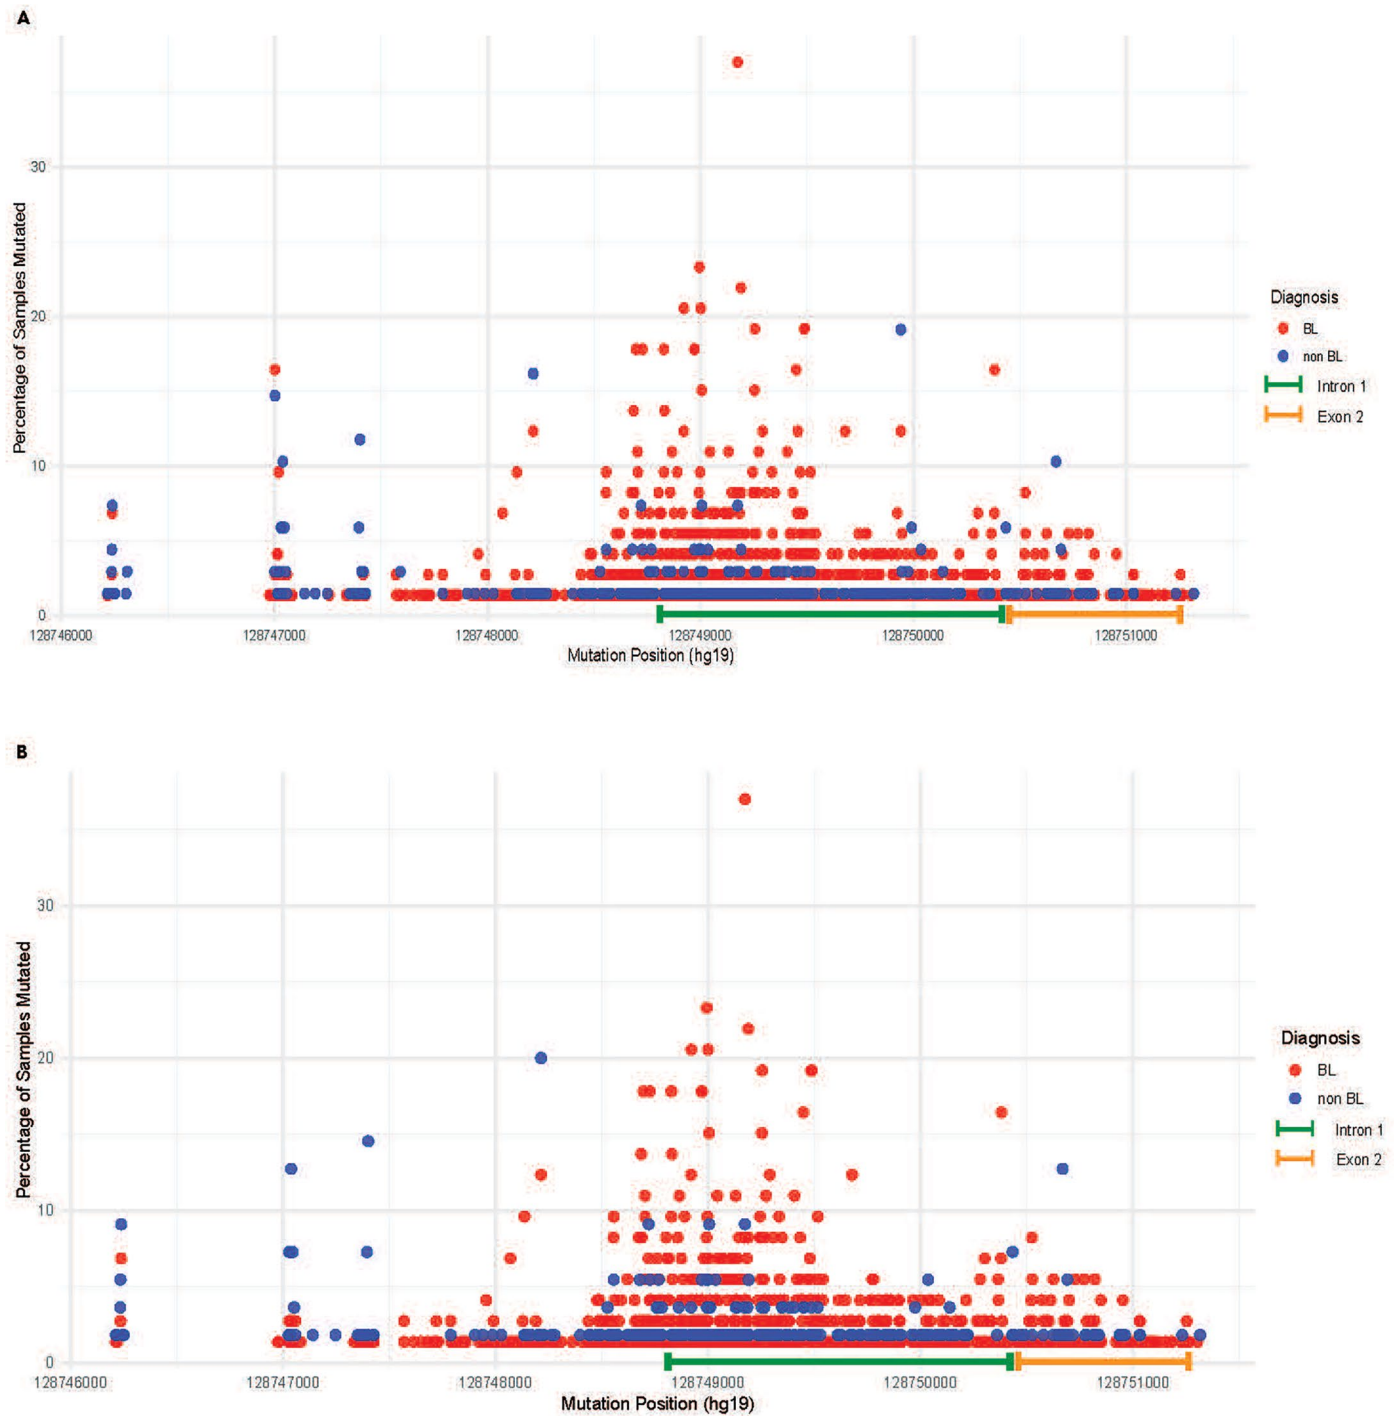 A
Percentage of Samples Mutated
30
20
10
0
128746000 128747000 128748000 128749000 128750000 128751000
Mutation Position (hg19)
Diagnosis
BL
non BL
Intron 1
Exon 2
B
Percentage of Samples Mutated
30
20
10
0
128746000 128747000 128748000 128749000 128750000 128751000
Mutation Position (hg19)
Diagnosis
BL
non BL
Intron 1
Exon 2